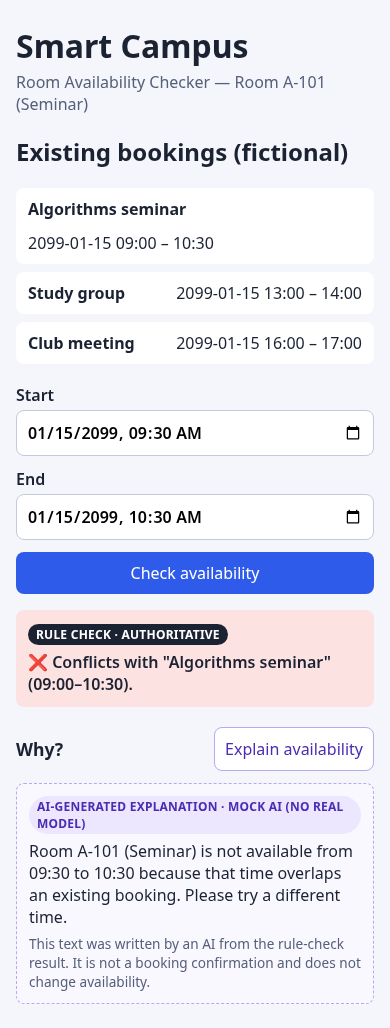 Smart Campus
Room Availability Checker — Room A-101
(Seminar)
Existing bookings (fictional)
Algorithms seminar
2099-01-15 09:00 – 10:30
Study group 2099-01-15 13:00 – 14:00
Club meeting 2099-01-15 16:00 – 17:00
Start
01/15/2099, 09:30 AM
End
01/15/2099, 10:30 AM
Check availability
RULE CHECK · AUTHORITATIVE
❌ Conflicts with "Algorithms seminar"
(09:00–10:30).
Why? Explain availability
AI-GENERATED EXPLANATION · MOCK AI (NO REAL
MODEL)
Room A-101 (Seminar) is not available from
09:30 to 10:30 because that time overlaps
an existing booking. Please try a different
time.
This text was written by an AI from the rule-check
result. It is not a booking confirmation and does not
change availability.